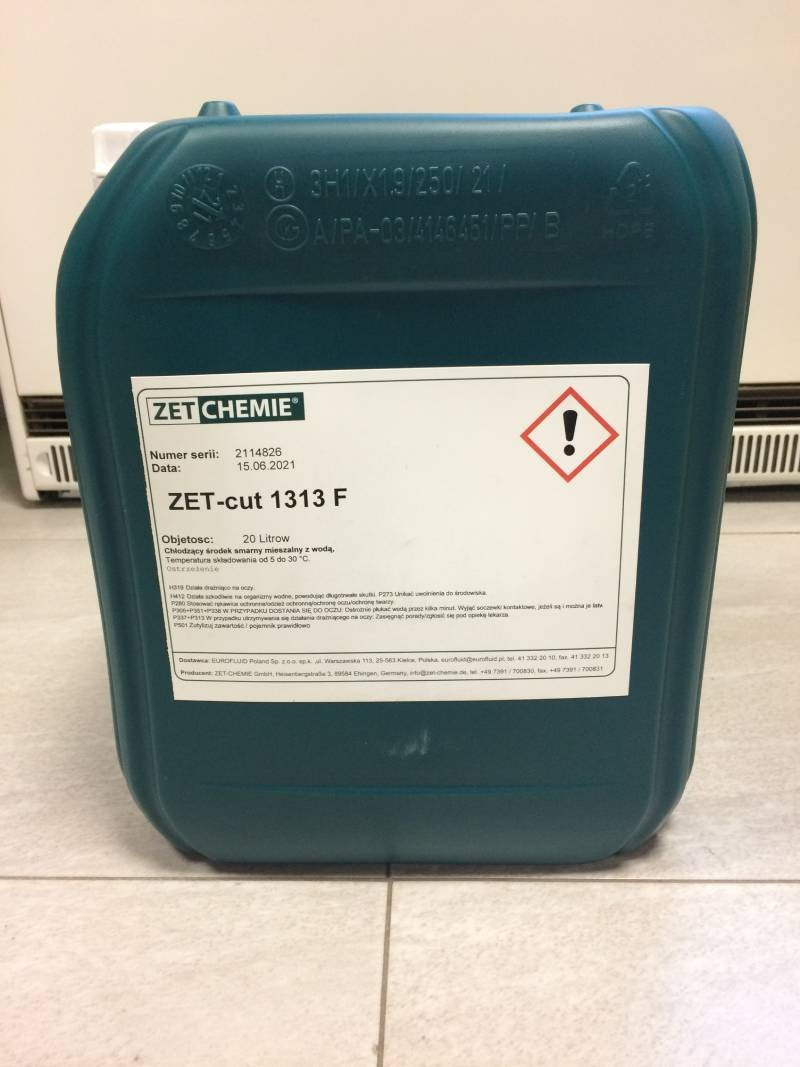 3H1/X1.9/250/ 21 /
A/PA-03/4146451/PP/ B
HDPE
ZET CHEMIE®
Numer serii: 2114826
Data: 15.06.2021
ZET-cut 1313 F
Objetosc: 20 Litrow
Chłodzący środek smarny mieszalny z wodą,
Temperatura składowania od 5 do 30 °C.
Ostrzeżenie
H319 Działa drażniąco na oczy.
H412 Działa szkodliwie na organizmy wodne, powodując długotrwałe skutki. P273 Unikać uwolnienia do środowiska.
P280 Stosować rękawice ochronne/odzież ochronną/ochronę oczu/ochronę twarzy.
P305+P351+P338 W PRZYPADKU DOSTANIA SIĘ DO OCZU: Ostrożnie płukać wodą przez kilka minut. Wyjąć soczewki kontaktowe, jeżeli są i można je łatw
P337+P313 W przypadku utrzymywania się działania drażniącego na oczy: Zasięgnąć porady/zgłosić się pod opiekę lekarza.
P501 Zutylizuj zawartość / pojemnik prawidłowo
Dostawca: EUROFLUID Poland Sp. z o.o. sp.k. ,ul. Warszawska 113, 25-563 Kielce, Polska, eurofluid@eurofluid.pl, tel. 41 332 20 10, fax. 41 332 20 13
Producent: ZET-CHEMIE GmbH, Heisenbergstraße 3, 89584 Ehingen, Germany, info@zet-chemie.de, tel: +49 7391 / 700830, fax. +49 7391 / 700831